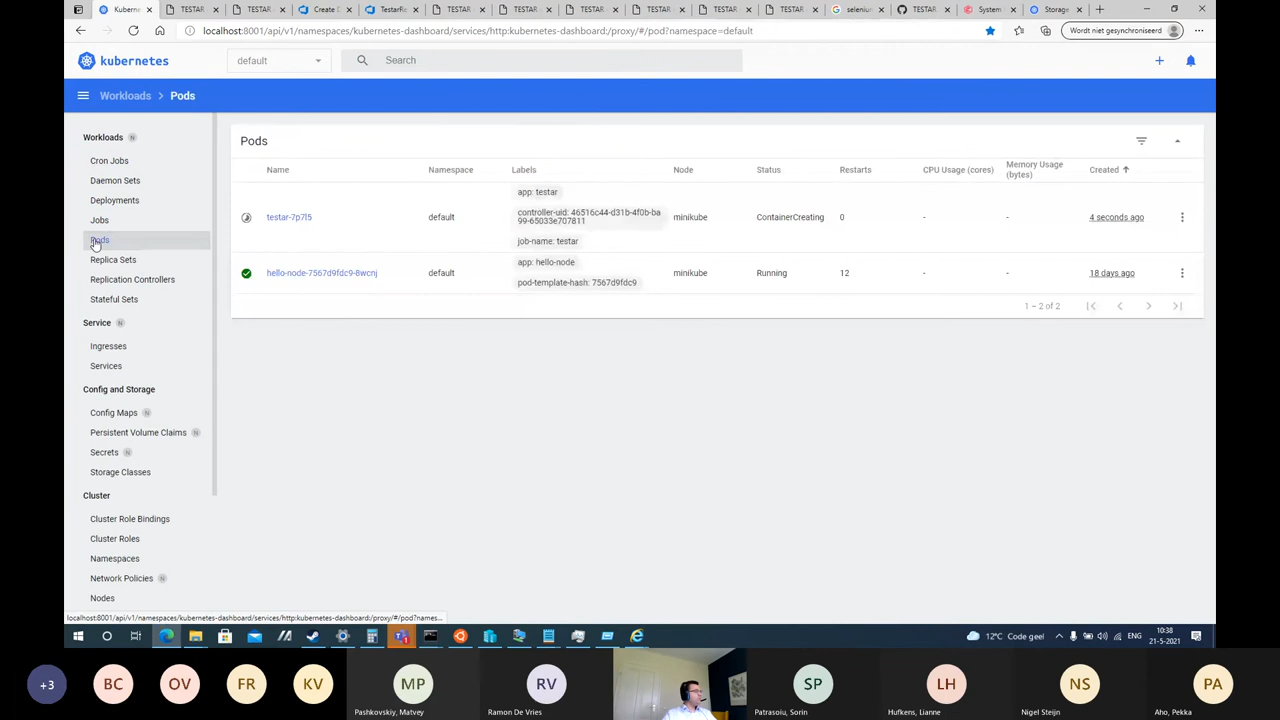 Kuberne
TESTAR
TESTAR
Create D
TestarRe
TESTAR
TESTAR
TESTAR
TESTAR
TESTAR
TESTAR
selenium
TESTAR
System
Storage
localhost:8001/api/v1/namespaces/kubernetes-dashboard/services/http:kubernetes-dashboard:/proxy/#/pod?namespace=default
Wordt niet gesynchroniseerd
kubernetes
default
Search
Workloads > Pods
Workloads N
Cron Jobs
Daemon Sets
Deployments
Jobs
Pods
Replica Sets
Replication Controllers
Stateful Sets
Service N
Ingresses
Services
Config and Storage
Config Maps N
Persistent Volume Claims N
Secrets N
Storage Classes
Cluster
Cluster Role Bindings
Cluster Roles
Namespaces
Network Policies N
Nodes
Pods
Name Namespace Labels Node Status Restarts CPU Usage (cores) Memory Usage (bytes) Created
app: testar
testar-7p7l5 default controller-uid: 46516c44-d31b-4f0b-ba minikube ContainerCreating 0 - - 4 seconds ago
99-65033e707811
job-name: testar
app: hello-node
hello-node-7567d9fdc9-8wcnj default minikube Running 12 - - 18 days ago
pod-template-hash: 7567d9fdc9
1 – 2 of 2
localhost:8001/api/v1/namespaces/kubernetes-dashboard/services/http:kubernetes-dashboard:/proxy/#/pod?names...
12°C Code geel
ENG
10:38
21-5-2021
+3
BC
OV
FR
KV
MP
Pashkovskiy, Matvey
RV
Ramon De Vries
SP
Patrasoiu, Sorin
LH
Hufkens, Lianne
NS
Nigel Steijn
PA
Aho, Pekka